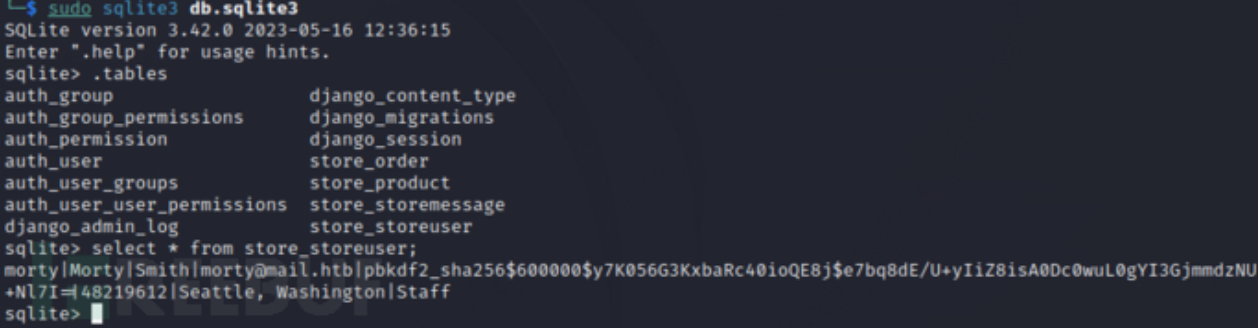 └─$ sudo sqlite3 db.sqlite3
SQLite version 3.42.0 2023-05-16 12:36:15
Enter ".help" for usage hints.
sqlite> .tables
auth_group                  django_content_type
auth_group_permissions      django_migrations
auth_permission             django_session
auth_user                   store_order
auth_user_groups            store_product
auth_user_user_permissions  store_storemessage
django_admin_log            store_storeuser
sqlite> select * from store_storeuser;
morty|Morty|Smith|morty@mail.htb|pbkdf2_sha256$600000$y7K056G3KxbaRc40ioQE8j$e7bq8dE/U+yIiZ8isA0Dc0wuL0gYI3GjmmdzNU
+Nl7I=|48219612|Seattle, Washington|Staff
sqlite>